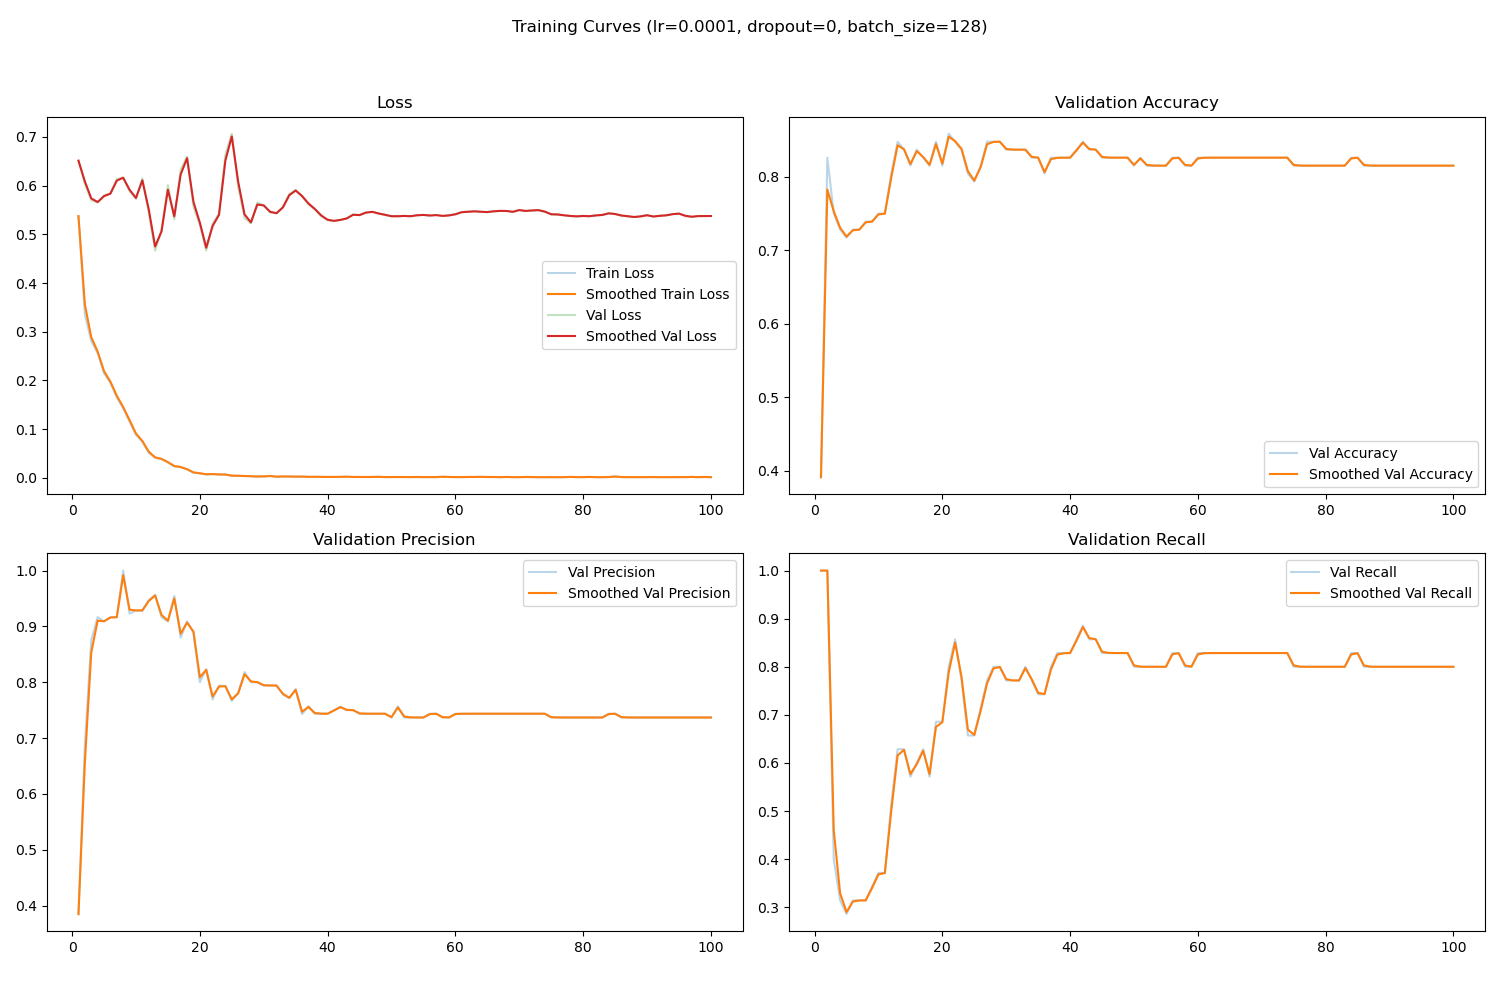 Training Curves (lr=0.0001, dropout=0, batch_size=128)
Loss
0.7
0.6
0.5
0.4
0.3
0.2
0.1
0.0
Train Loss
Smoothed Train Loss
Val Loss
Smoothed Val Loss
0 20 40 60 80 100
Validation Accuracy
0.8
0.7
0.6
0.5
0.4
Val Accuracy
Smoothed Val Accuracy
0 20 40 60 80 100
Validation Precision
1.0
0.9
0.8
0.7
0.6
0.5
0.4
Val Precision
Smoothed Val Precision
0 20 40 60 80 100
Validation Recall
1.0
0.9
0.8
0.7
0.6
0.5
0.4
0.3
Val Recall
Smoothed Val Recall
0 20 40 60 80 100